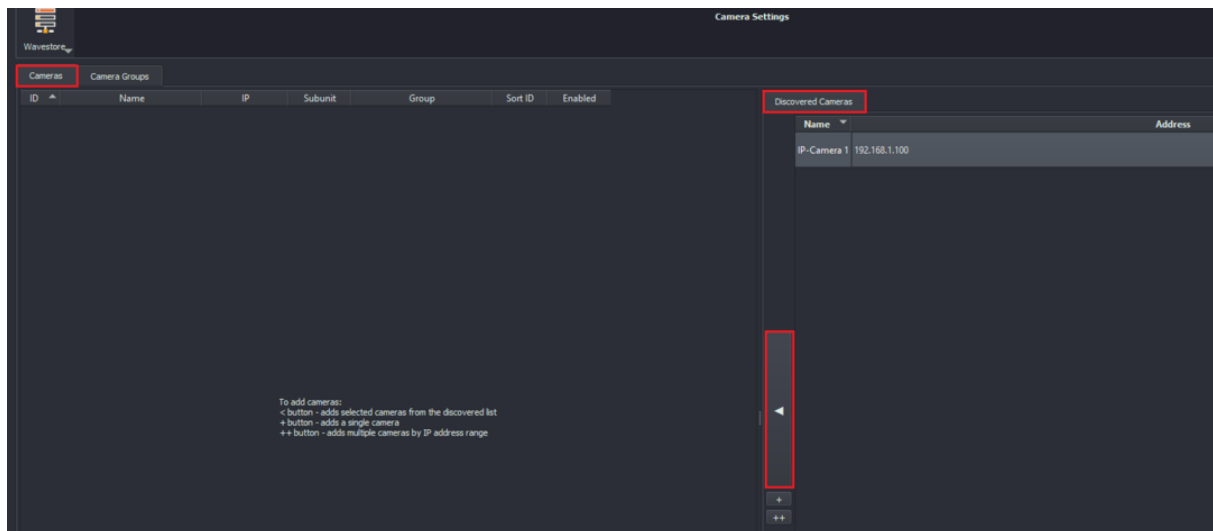 Camera Settings
Wavestore
Cameras Camera Groups
ID Name IP Subunit Group Sort ID Enabled
Discovered Cameras
Name Address
IP-Camera 1 192.168.1.100
To add cameras:
< button - adds selected cameras from the discovered list
+ button - adds a single camera
++ button - adds multiple cameras by IP address range
+
++